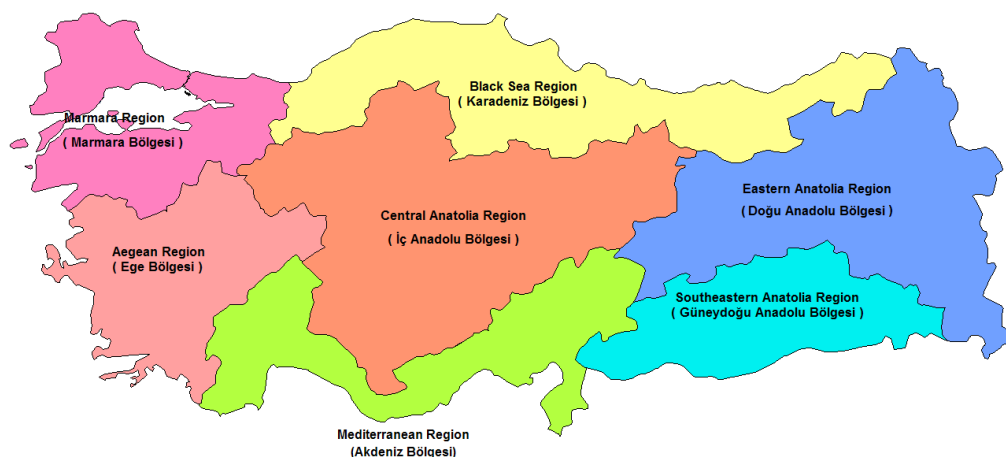 Black Sea Region
( Karadeniz Bölgesi )
Marmara Region
( Marmara Bölgesi )
Eastern Anatolia Region
( Doğu Anadolu Bölgesi )
Central Anatolia Region
( İç Anadolu Bölgesi )
Aegean Region
( Ege Bölgesi )
Southeastern Anatolia Region
( Güneydoğu Anadolu Bölgesi )
Mediterranean Region
(Akdeniz Bölgesi)